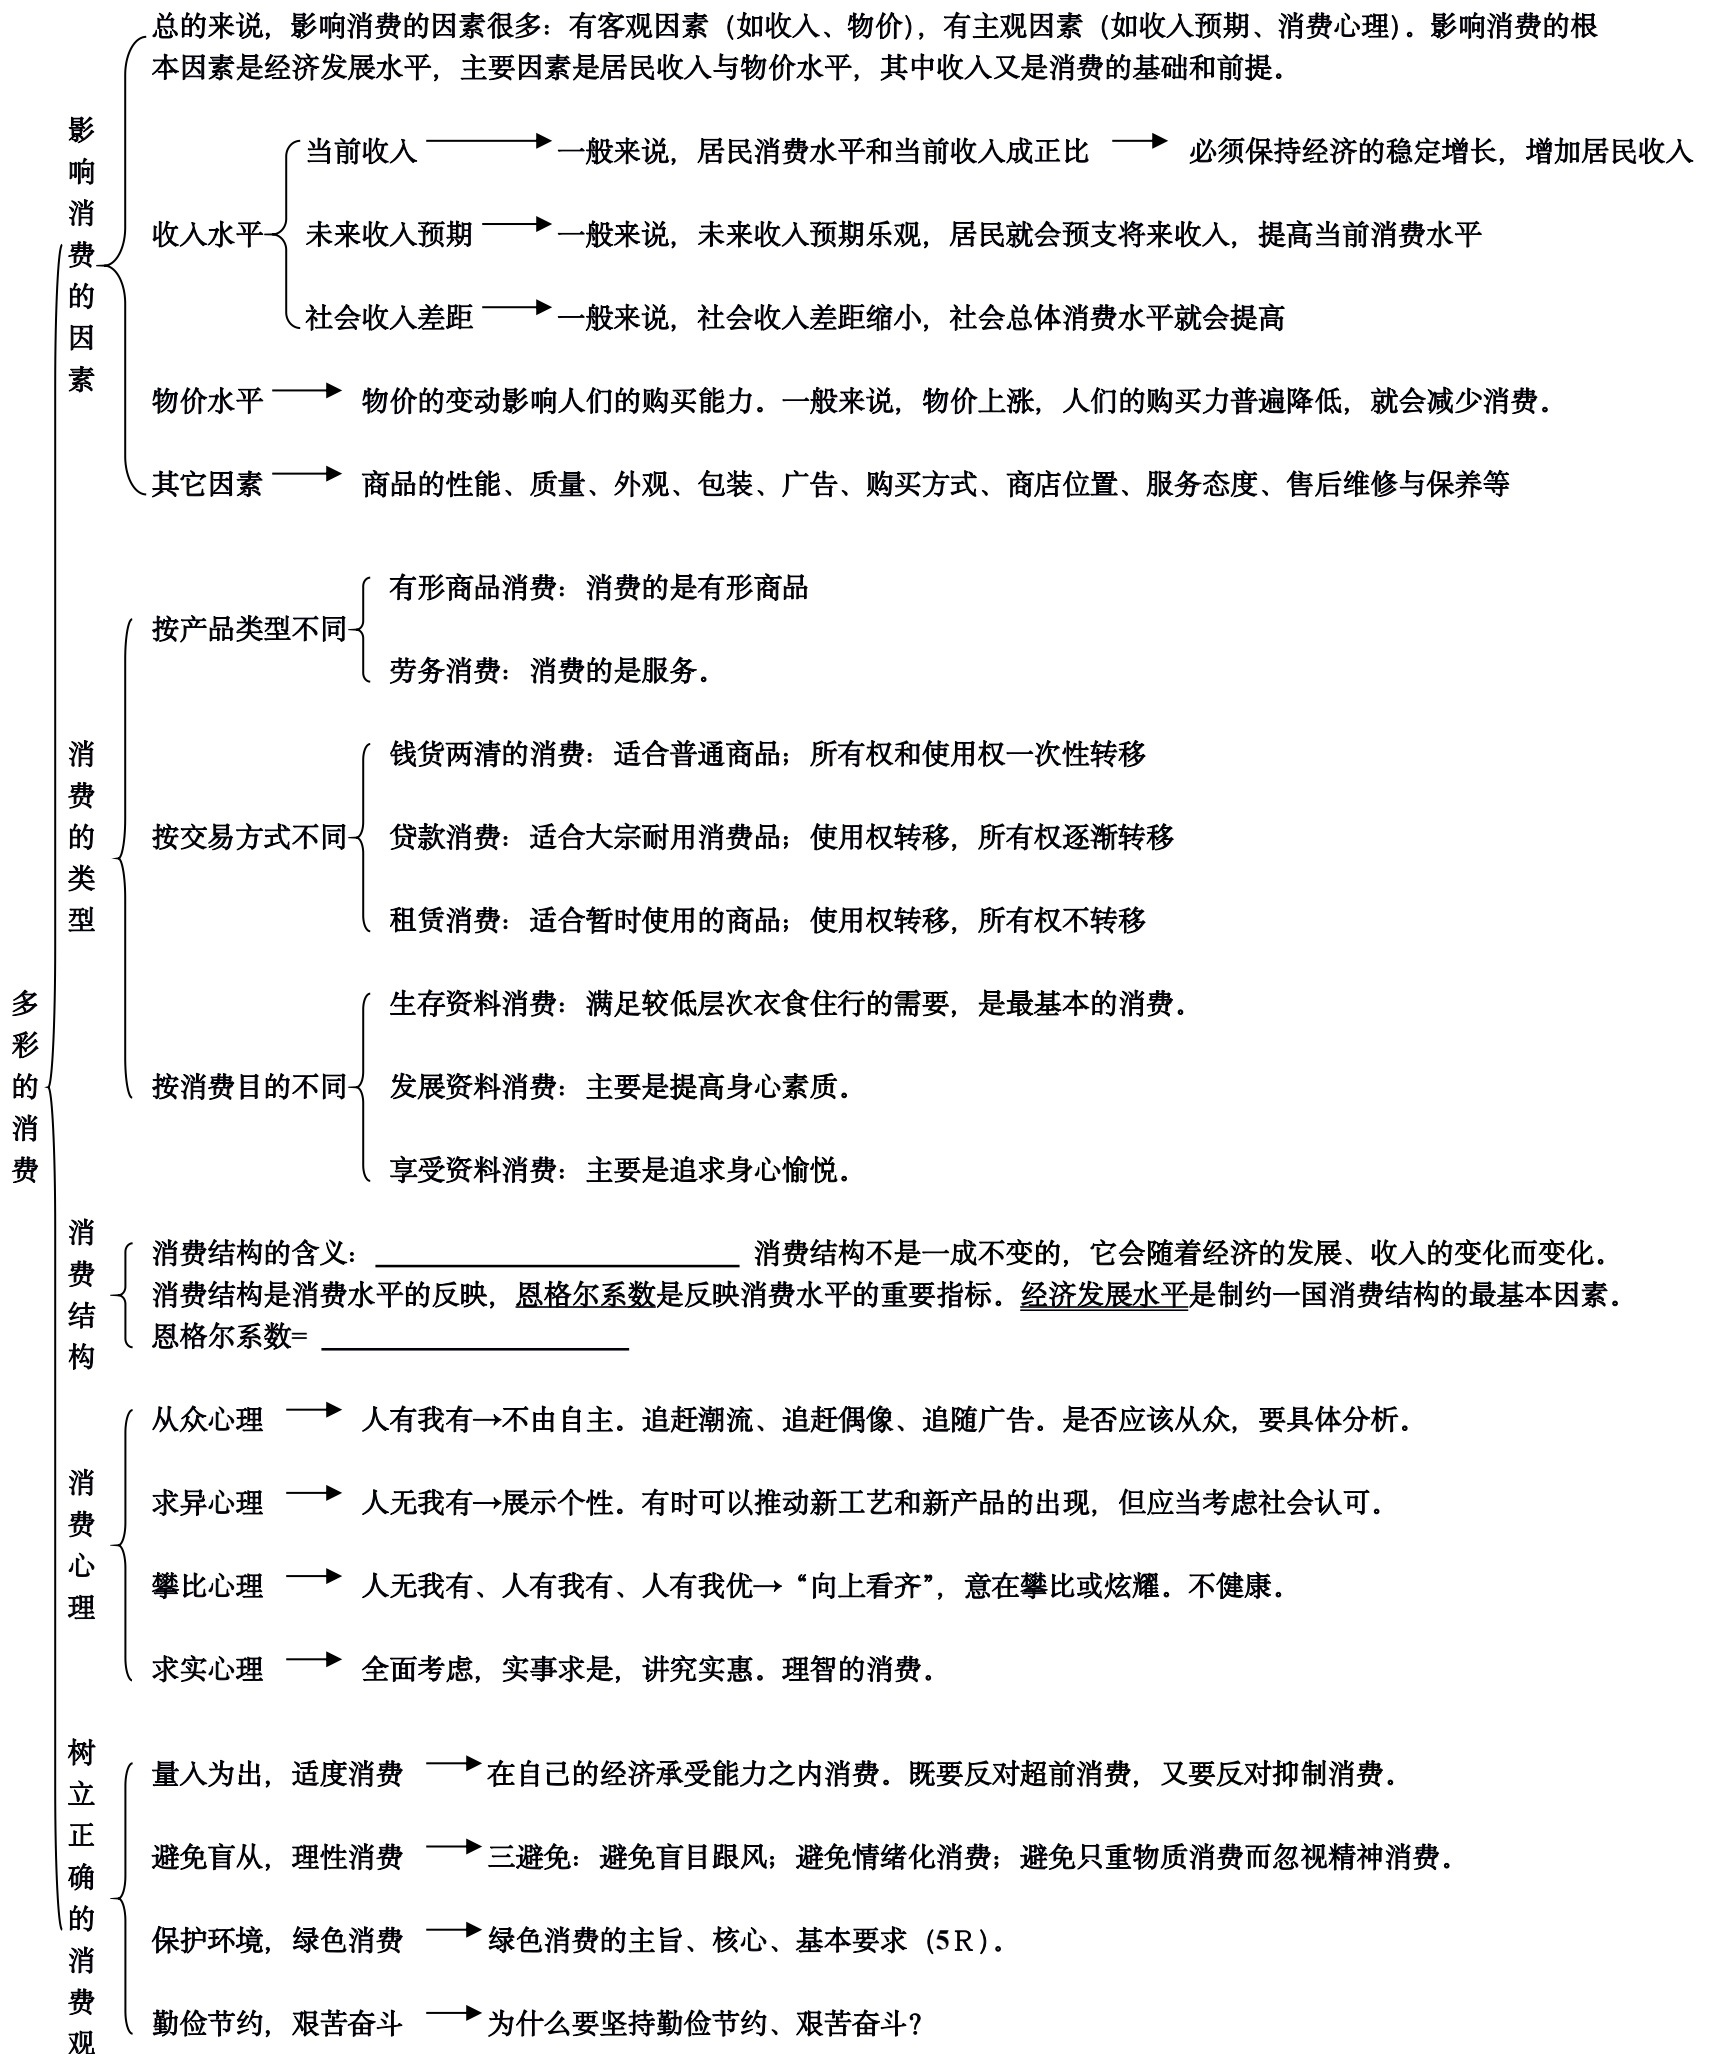 总的来说，影响消费的因素很多：有客观因素（如收入、物价），有主观因素（如收入预期、消费心理）。影响消费的根
本因素是经济发展水平，主要因素是居民收入与物价水平，其中收入又是消费的基础和前提。
影响消费的因素
当前收入 → 一般来说，居民消费水平和当前收入成正比 → 必须保持经济的稳定增长，增加居民收入
收入水平 未来收入预期 → 一般来说，未来收入预期乐观，居民就会预支将来收入，提高当前消费水平
社会收入差距 → 一般来说，社会收入差距缩小，社会总体消费水平就会提高
物价水平 → 物价的变动影响人们的购买能力。一般来说，物价上涨，人们的购买力普遍降低，就会减少消费。
其它因素 → 商品的性能、质量、外观、包装、广告、购买方式、商店位置、服务态度、售后维修与保养等
消费的类型
有形商品消费：消费的是有形商品
按产品类型不同
劳务消费：消费的是服务。
钱货两清的消费：适合普通商品；所有权和使用权一次性转移
按交易方式不同 贷款消费：适合大宗耐用消费品；使用权转移，所有权逐渐转移
租赁消费：适合暂时使用的商品；使用权转移，所有权不转移
多彩的消费
生存资料消费：满足较低层次衣食住行的需要，是最基本的消费。
按消费目的不同 发展资料消费：主要是提高身心素质。
享受资料消费：主要是追求身心愉悦。
消费结构
消费结构的含义：__________________________ 消费结构不是一成不变的，它会随着经济的发展、收入的变化而变化。
消费结构是消费水平的反映，恩格尔系数是反映消费水平的重要指标。经济发展水平是制约一国消费结构的最基本因素。
恩格尔系数= ______________________
消费心理
从众心理 → 人有我有→不由自主。追赶潮流、追赶偶像、追随广告。是否应该从众，要具体分析。
求异心理 → 人无我有→展示个性。有时可以推动新工艺和新产品的出现，但应当考虑社会认可。
攀比心理 → 人无我有、人有我有、人有我优→“向上看齐”，意在攀比或炫耀。不健康。
求实心理 → 全面考虑，实事求是，讲究实惠。理智的消费。
树立正确的消费观
量入为出，适度消费 → 在自己的经济承受能力之内消费。既要反对超前消费，又要反对抑制消费。
避免盲从，理性消费 → 三避免：避免盲目跟风；避免情绪化消费；避免只重物质消费而忽视精神消费。
保护环境，绿色消费 → 绿色消费的主旨、核心、基本要求（5Ｒ）。
勤俭节约，艰苦奋斗 → 为什么要坚持勤俭节约、艰苦奋斗？